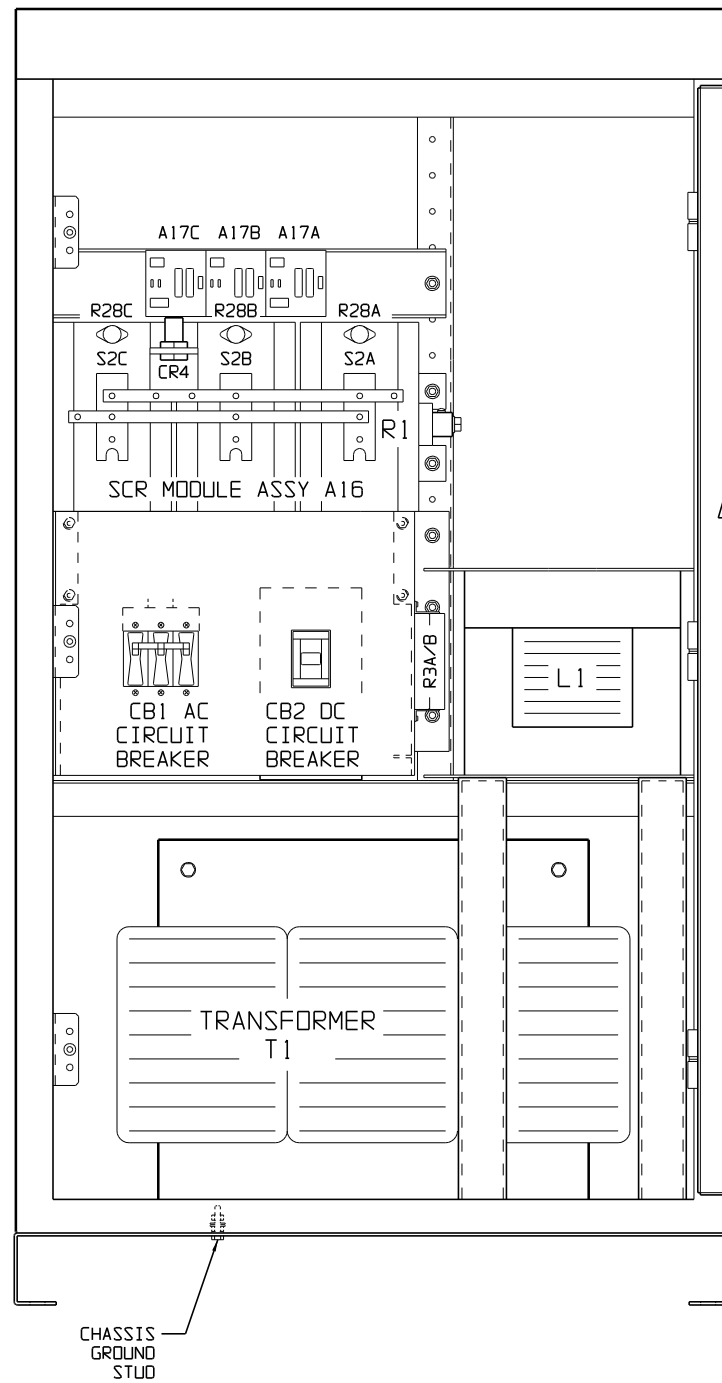 A17C A17B A17A
R28C R28B R28A
S2C S2B S2A
CR4
R1
SCR MODULE ASSY A16
R3A/B
L1
CB1 AC
CIRCUIT
BREAKER
CB2 DC
CIRCUIT
BREAKER
TRANSFORMER
T1
CHASSIS
GROUND
STUD